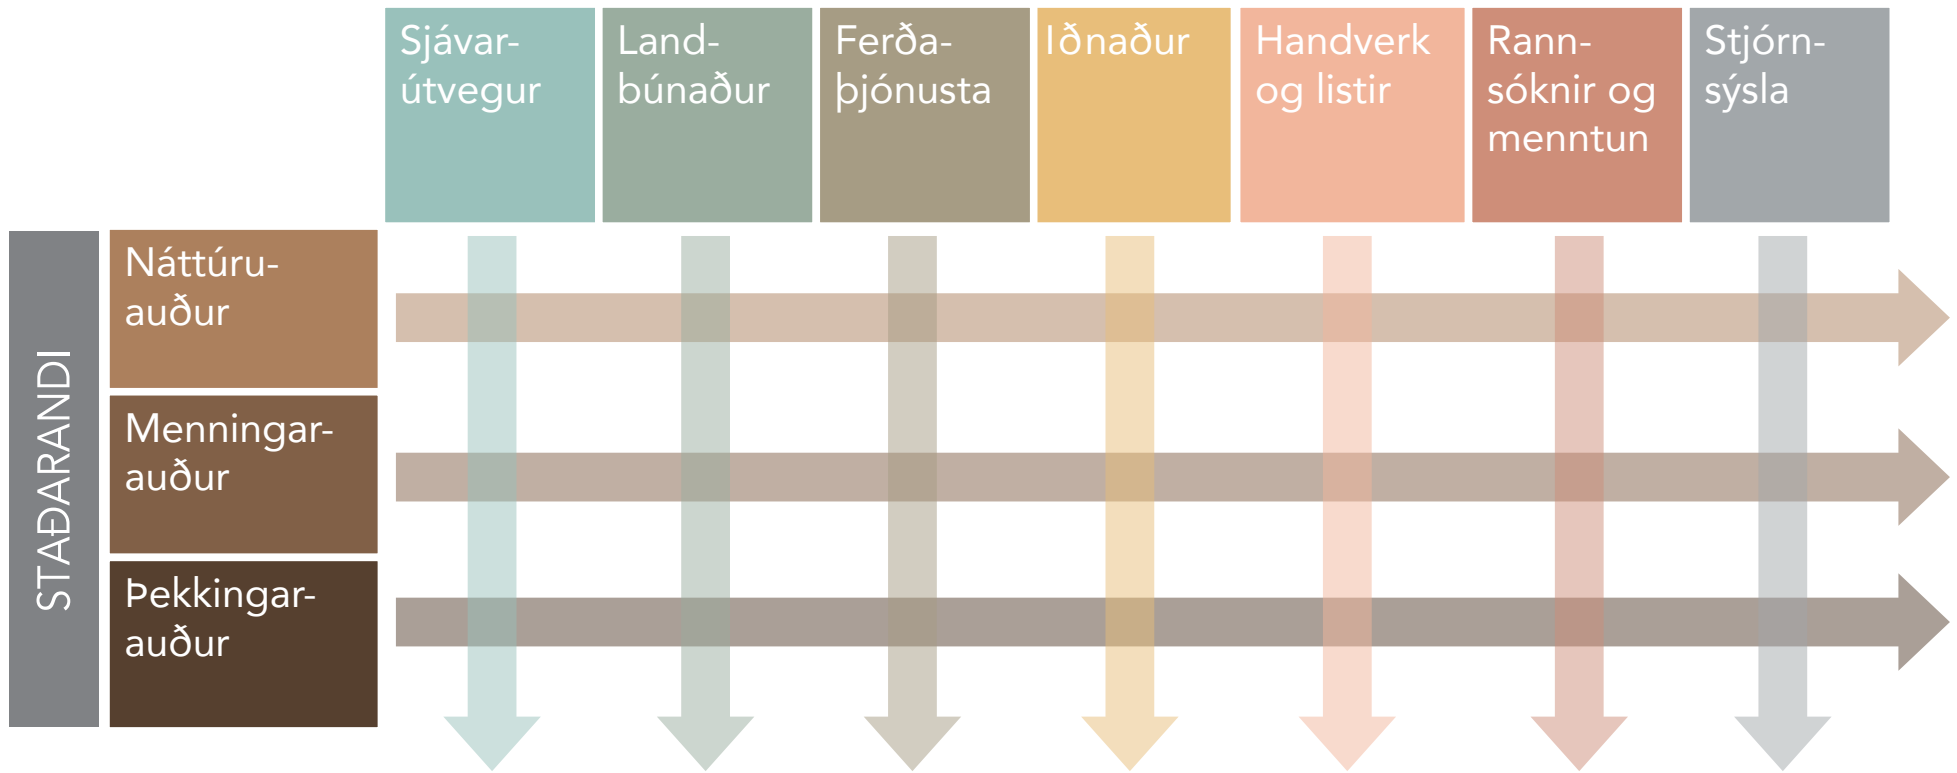 Sjávar-
útvegur
Land-
búnaður
Ferða-
þjónusta
Iðnaður
Handverk
og listir
Rann-
sóknir og
menntun
Stjórn-
sýsla
STAÐARANDI
Náttúru-
auður
Menningar-
auður
Þekkingar-
auður